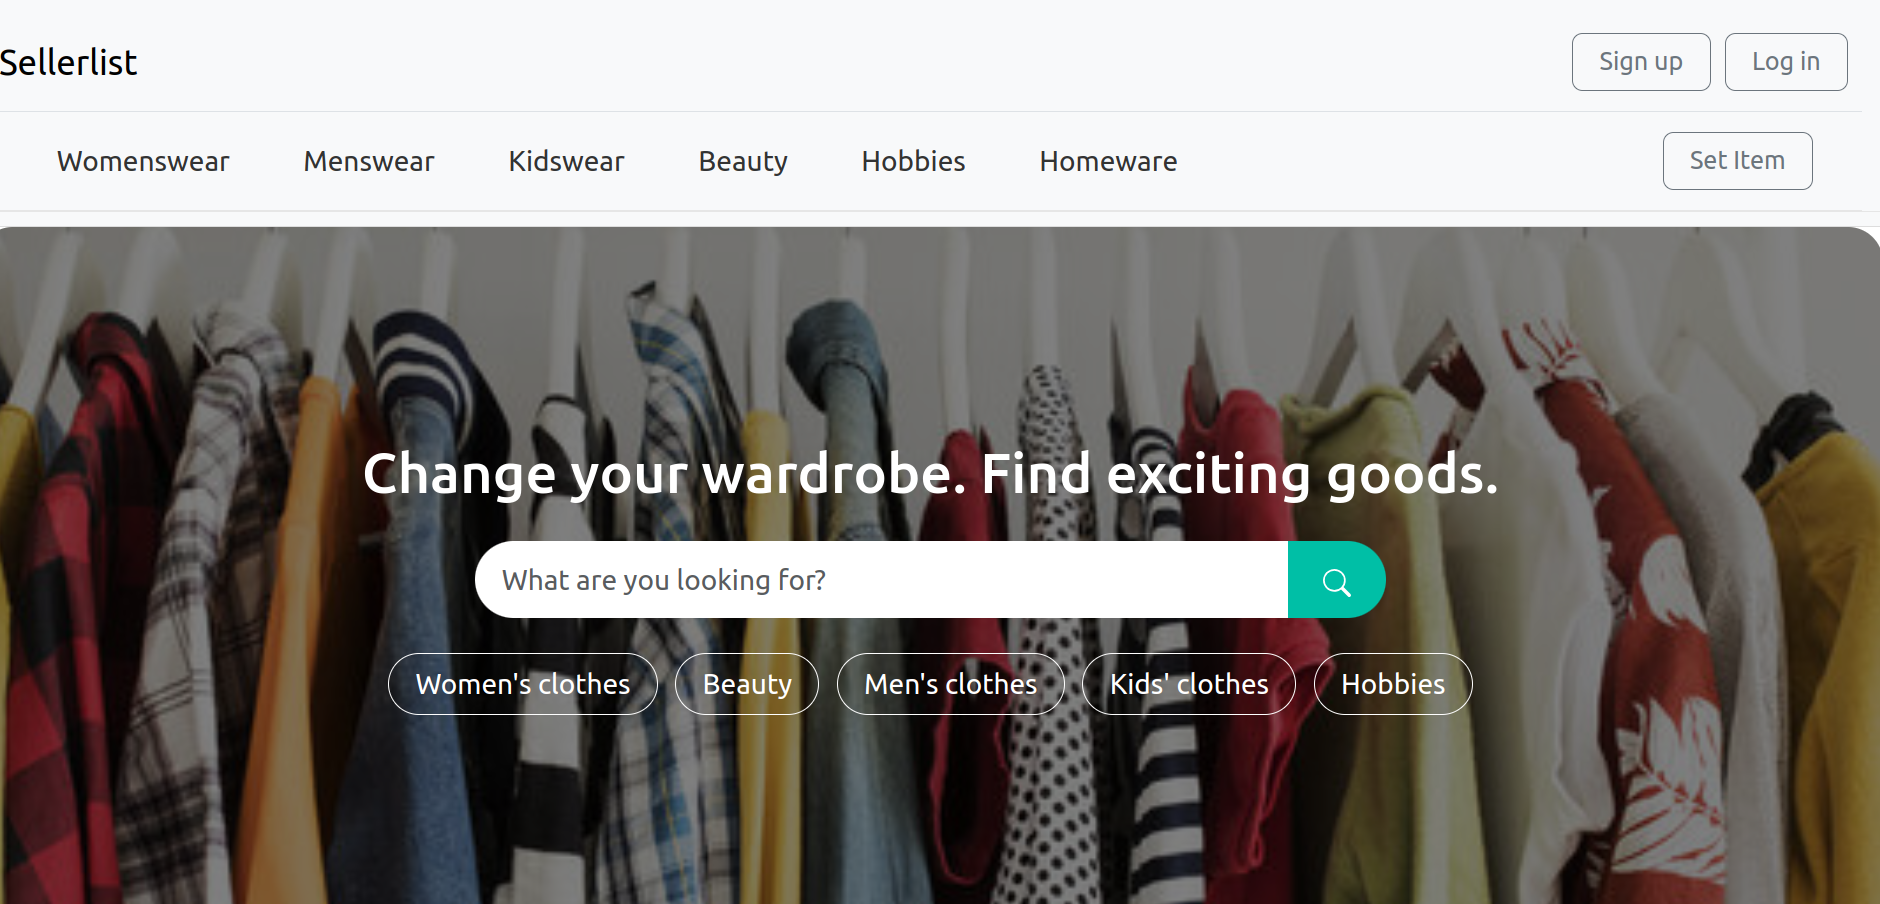 Sellerlist
Sign up
Log in
Womenswear
Menswear
Kidswear
Beauty
Hobbies
Homeware
Set Item
Change your wardrobe. Find exciting goods.
What are you looking for?
Women's clothes
Beauty
Men's clothes
Kids' clothes
Hobbies